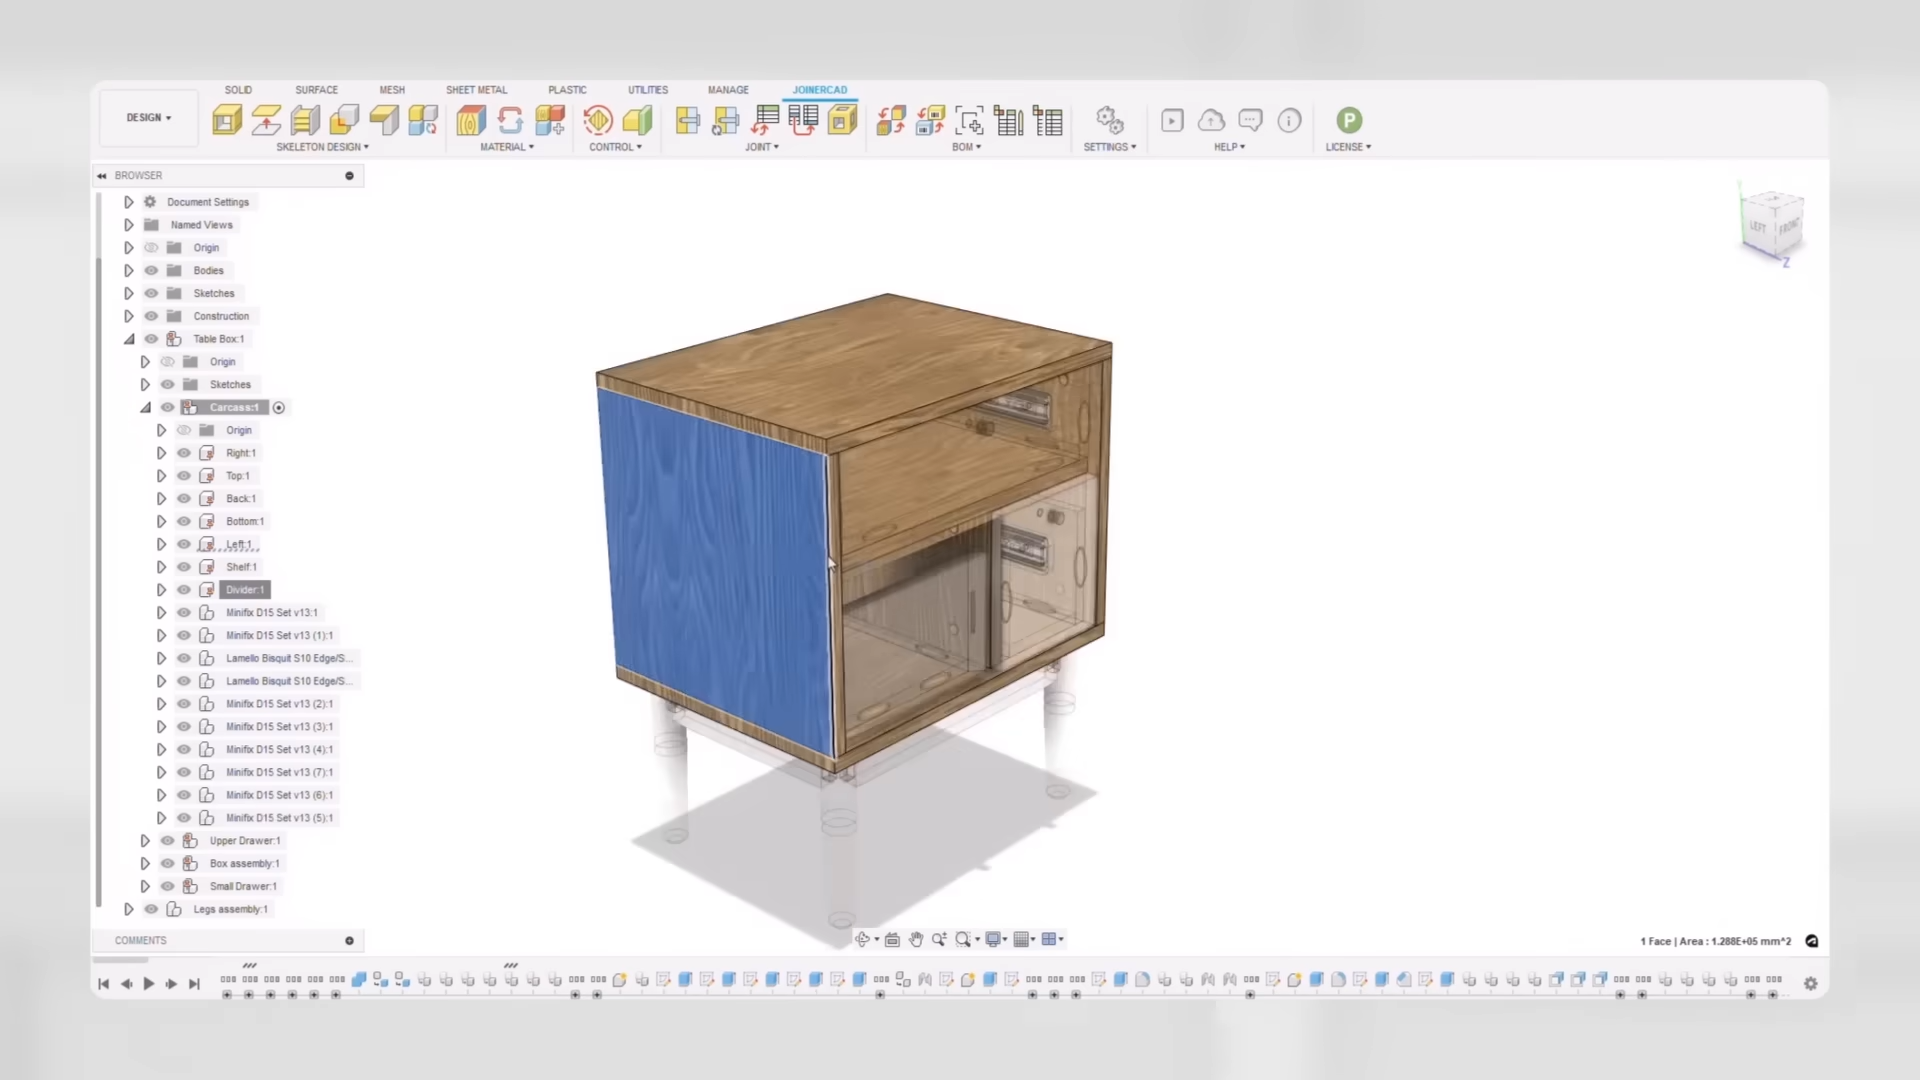 SOLID SURFACE MESH SHEET METAL PLASTIC UTILITIES MANAGE JOINERCAD
DESIGN
P
SKELETON DESIGN MATERIAL CONTROL JOINT BOM SETTINGS HELP LICENSE
BROWSER
Document Settings
Named Views
Origin
Bodies
Sketches
Construction
Table Box:1
Origin
Sketches
Carcass:1
Origin
Right:1
Top:1
Back:1
Bottom:1
Left:1
Shelf:1
Divider:1
Minifix D15 Set v13:1
Minifix D15 Set v13 (1):1
Lamello Bisquit S10 Edge/S...
Lamello Bisquit S10 Edge/S...
Minifix D15 Set v13 (2):1
Minifix D15 Set v13 (3):1
Minifix D15 Set v13 (4):1
Minifix D15 Set v13 (7):1
Minifix D15 Set v13 (6):1
Minifix D15 Set v13 (5):1
Upper Drawer:1
Box assembly:1
Small Drawer:1
Legs assembly:1
LEFT FRONT
Z
COMMENTS
1 Face | Area : 1.288E+05 mm^2